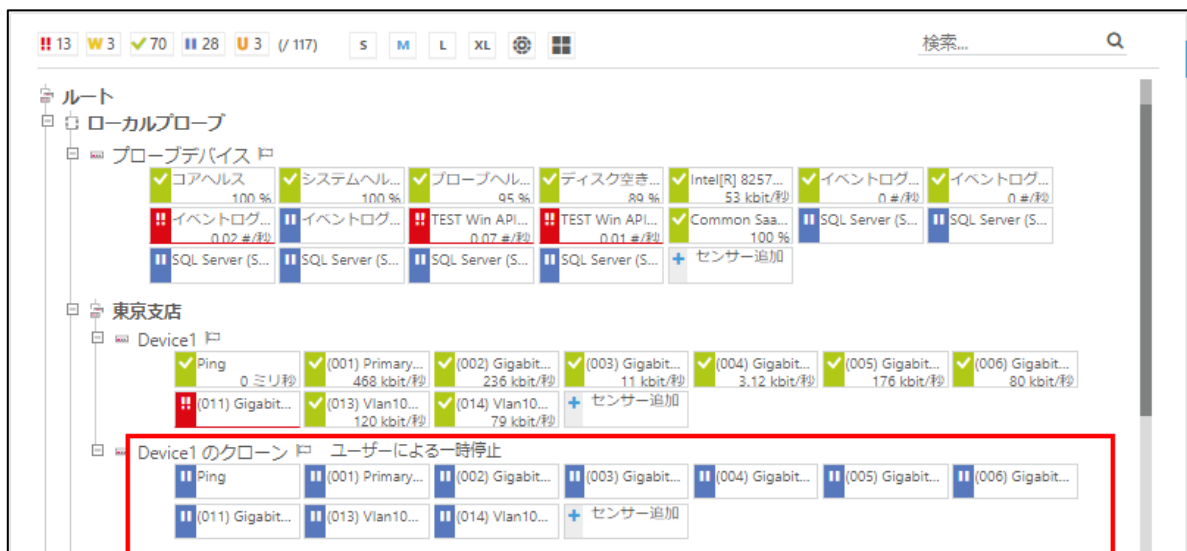 !! 13 W 3 70 28 U 3 (/ 117) S M L XL 検索...
ルート
ローカルプローブ
プローブデバイス
コアヘルス システムヘル... プローブヘル... ディスク空き... Intel[R] 8257... イベントログ... イベントログ...
100 % 100 % 95 % 89 % 53 kbit/秒 0 #/秒 0 #/秒
イベントログ... イベントログ... TEST Win API... TEST Win API... Common Saa... SQL Server (S... SQL Server (S...
0.02 #/秒 0.07 #/秒 0.01 #/秒 100 %
SQL Server (S... SQL Server (S... SQL Server (S... SQL Server (S... センサー追加
東京支店
Device1
Ping (001) Primary... (002) Gigabit... (003) Gigabit... (004) Gigabit... (005) Gigabit... (006) Gigabit...
0 ミリ秒 468 kbit/秒 236 kbit/秒 11 kbit/秒 3.12 kbit/秒 176 kbit/秒 80 kbit/秒
(011) Gigabit... (013) Vlan10... (014) Vlan10... センサー追加
120 kbit/秒 79 kbit/秒
Device1 のクローン ユーザーによる一時停止
Ping (001) Primary... (002) Gigabit... (003) Gigabit... (004) Gigabit... (005) Gigabit... (006) Gigabit...
(011) Gigabit... (013) Vlan10... (014) Vlan10... センサー追加